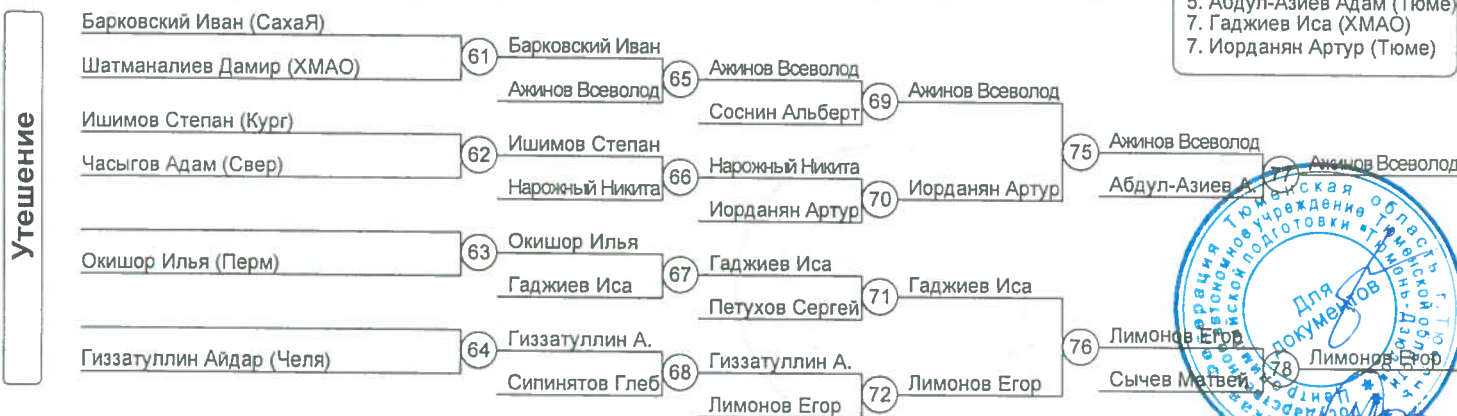 5. Абдул-Азиев Адам (Тюме)
7. Гаджиев Иса (ХМАО)
7. Иорданян Артур (Тюме)
Утешение
Барковский Иван (СахаЯ)
Шатманалиев Дамир (ХМАО)
61
Барковский Иван
Ажинов Всеволод
65
Ажинов Всеволод
Соснин Альберт
69
Ажинов Всеволод
Ишимов Степан (Кург)
Часыгов Адам (Свер)
62
Ишимов Степан
Нарожный Никита
66
Нарожный Никита
Иорданян Артур
70
Иорданян Артур
75
Ажинов Всеволод
Абдул-Азиев А.
77
Ажинов Всеволод
Окишор Илья (Перм)
63
Окишор Илья
Гаджиев Иса
67
Гаджиев Иса
Петухов Сергей
71
Гаджиев Иса
Гиззатуллин Айдар (Челя)
64
Гиззатуллин А.
Сипинятов Глеб
68
Гиззатуллин А.
Лимонов Егор
72
Лимонов Егор
76
Лимонов Егор
Сычев Матвей
78
Лимонов Егор
Тюменская область
учреждение Тюменской
подготовки
Для
документов